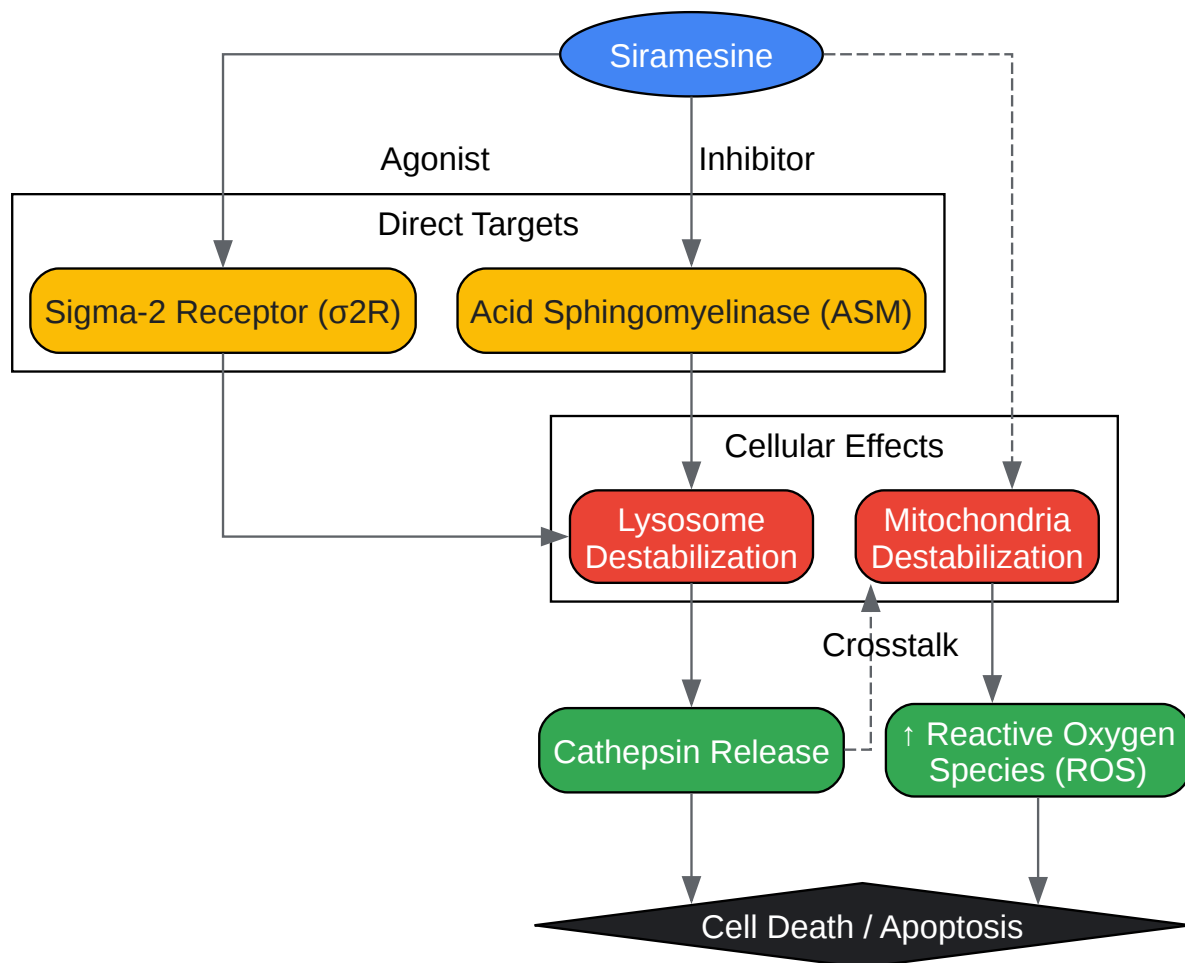 Siramesine
Agonist
Inhibitor
Direct Targets
Sigma-2 Receptor (σ2R)
Acid Sphingomyelinase (ASM)
Cellular Effects
Lysosome
Destabilization
Mitochondria
Destabilization
Crosstalk
Cathepsin Release
↑ Reactive Oxygen
Species (ROS)
Cell Death / Apoptosis